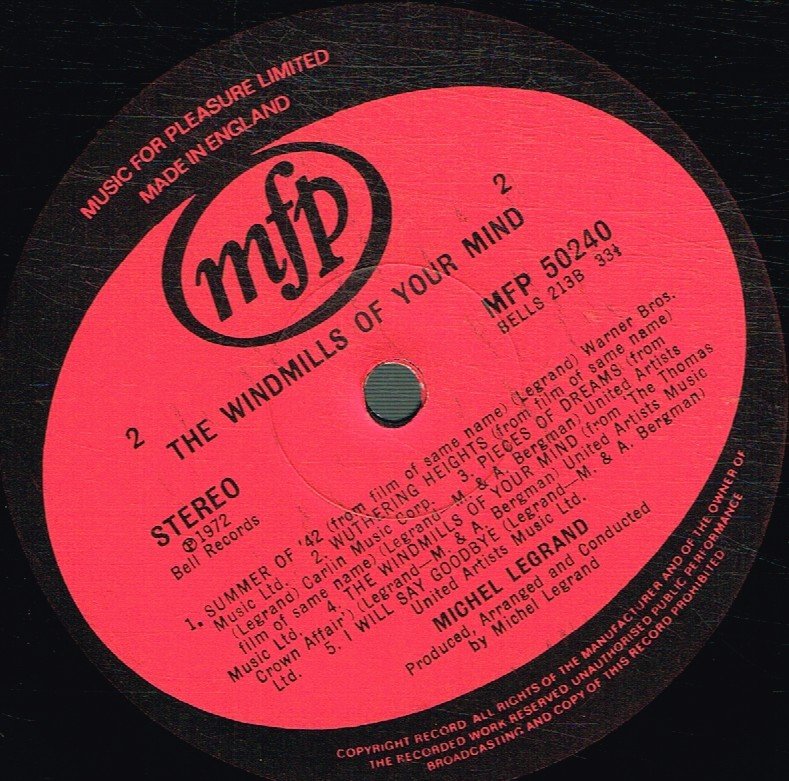 MUSIC FOR PLEASURE LIMITED
MADE IN ENGLAND
mfp
2
THE WINDMILLS OF YOUR MIND
2
MFP 50240
BELLS 213B 33⅓
STEREO
℗1972
Bell Records
1. SUMMER OF '42 (from film of same name) (Legrand) Warner Bros.
Music Ltd. 2. WUTHERING HEIGHTS (from film of same name)
(Legrand) Carlin Music Corp. 3. PIECES OF DREAMS (from
film of same name) (Legrand—M. & A. Bergman) United Artists
Music Ltd. 4. THE WINDMILLS OF YOUR MIND (from 'The Thomas
Crown Affair') (Legrand—M. & A. Bergman) United Artists Music
Ltd. 5. I WILL SAY GOODBYE (Legrand—M. & A. Bergman)
United Artists Music Ltd.
MICHEL LEGRAND
Produced, Arranged and Conducted
by Michel Legrand
COPYRIGHT RECORD ALL RIGHTS OF THE MANUFACTURER AND OF THE OWNER OF
THE RECORDED WORK RESERVED. UNAUTHORISED PUBLIC PERFORMANCE
BROADCASTING AND COPY OF THIS RECORD PROHIBITED